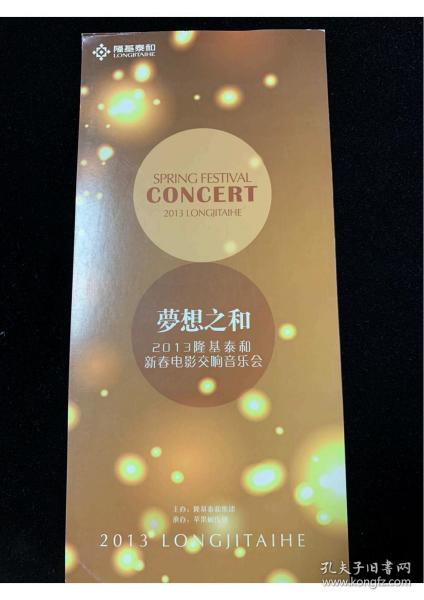 隆基泰和
LONGJITAIHE
SPRING FESTIVAL
CONCERT
2013 LONGJITAIHE
夢想之和
2013隆基泰和
新春电影交响音乐会
主办：隆基泰和集团
2013 LONGJITAIHE
孔夫子旧书网
www.kongfz.com